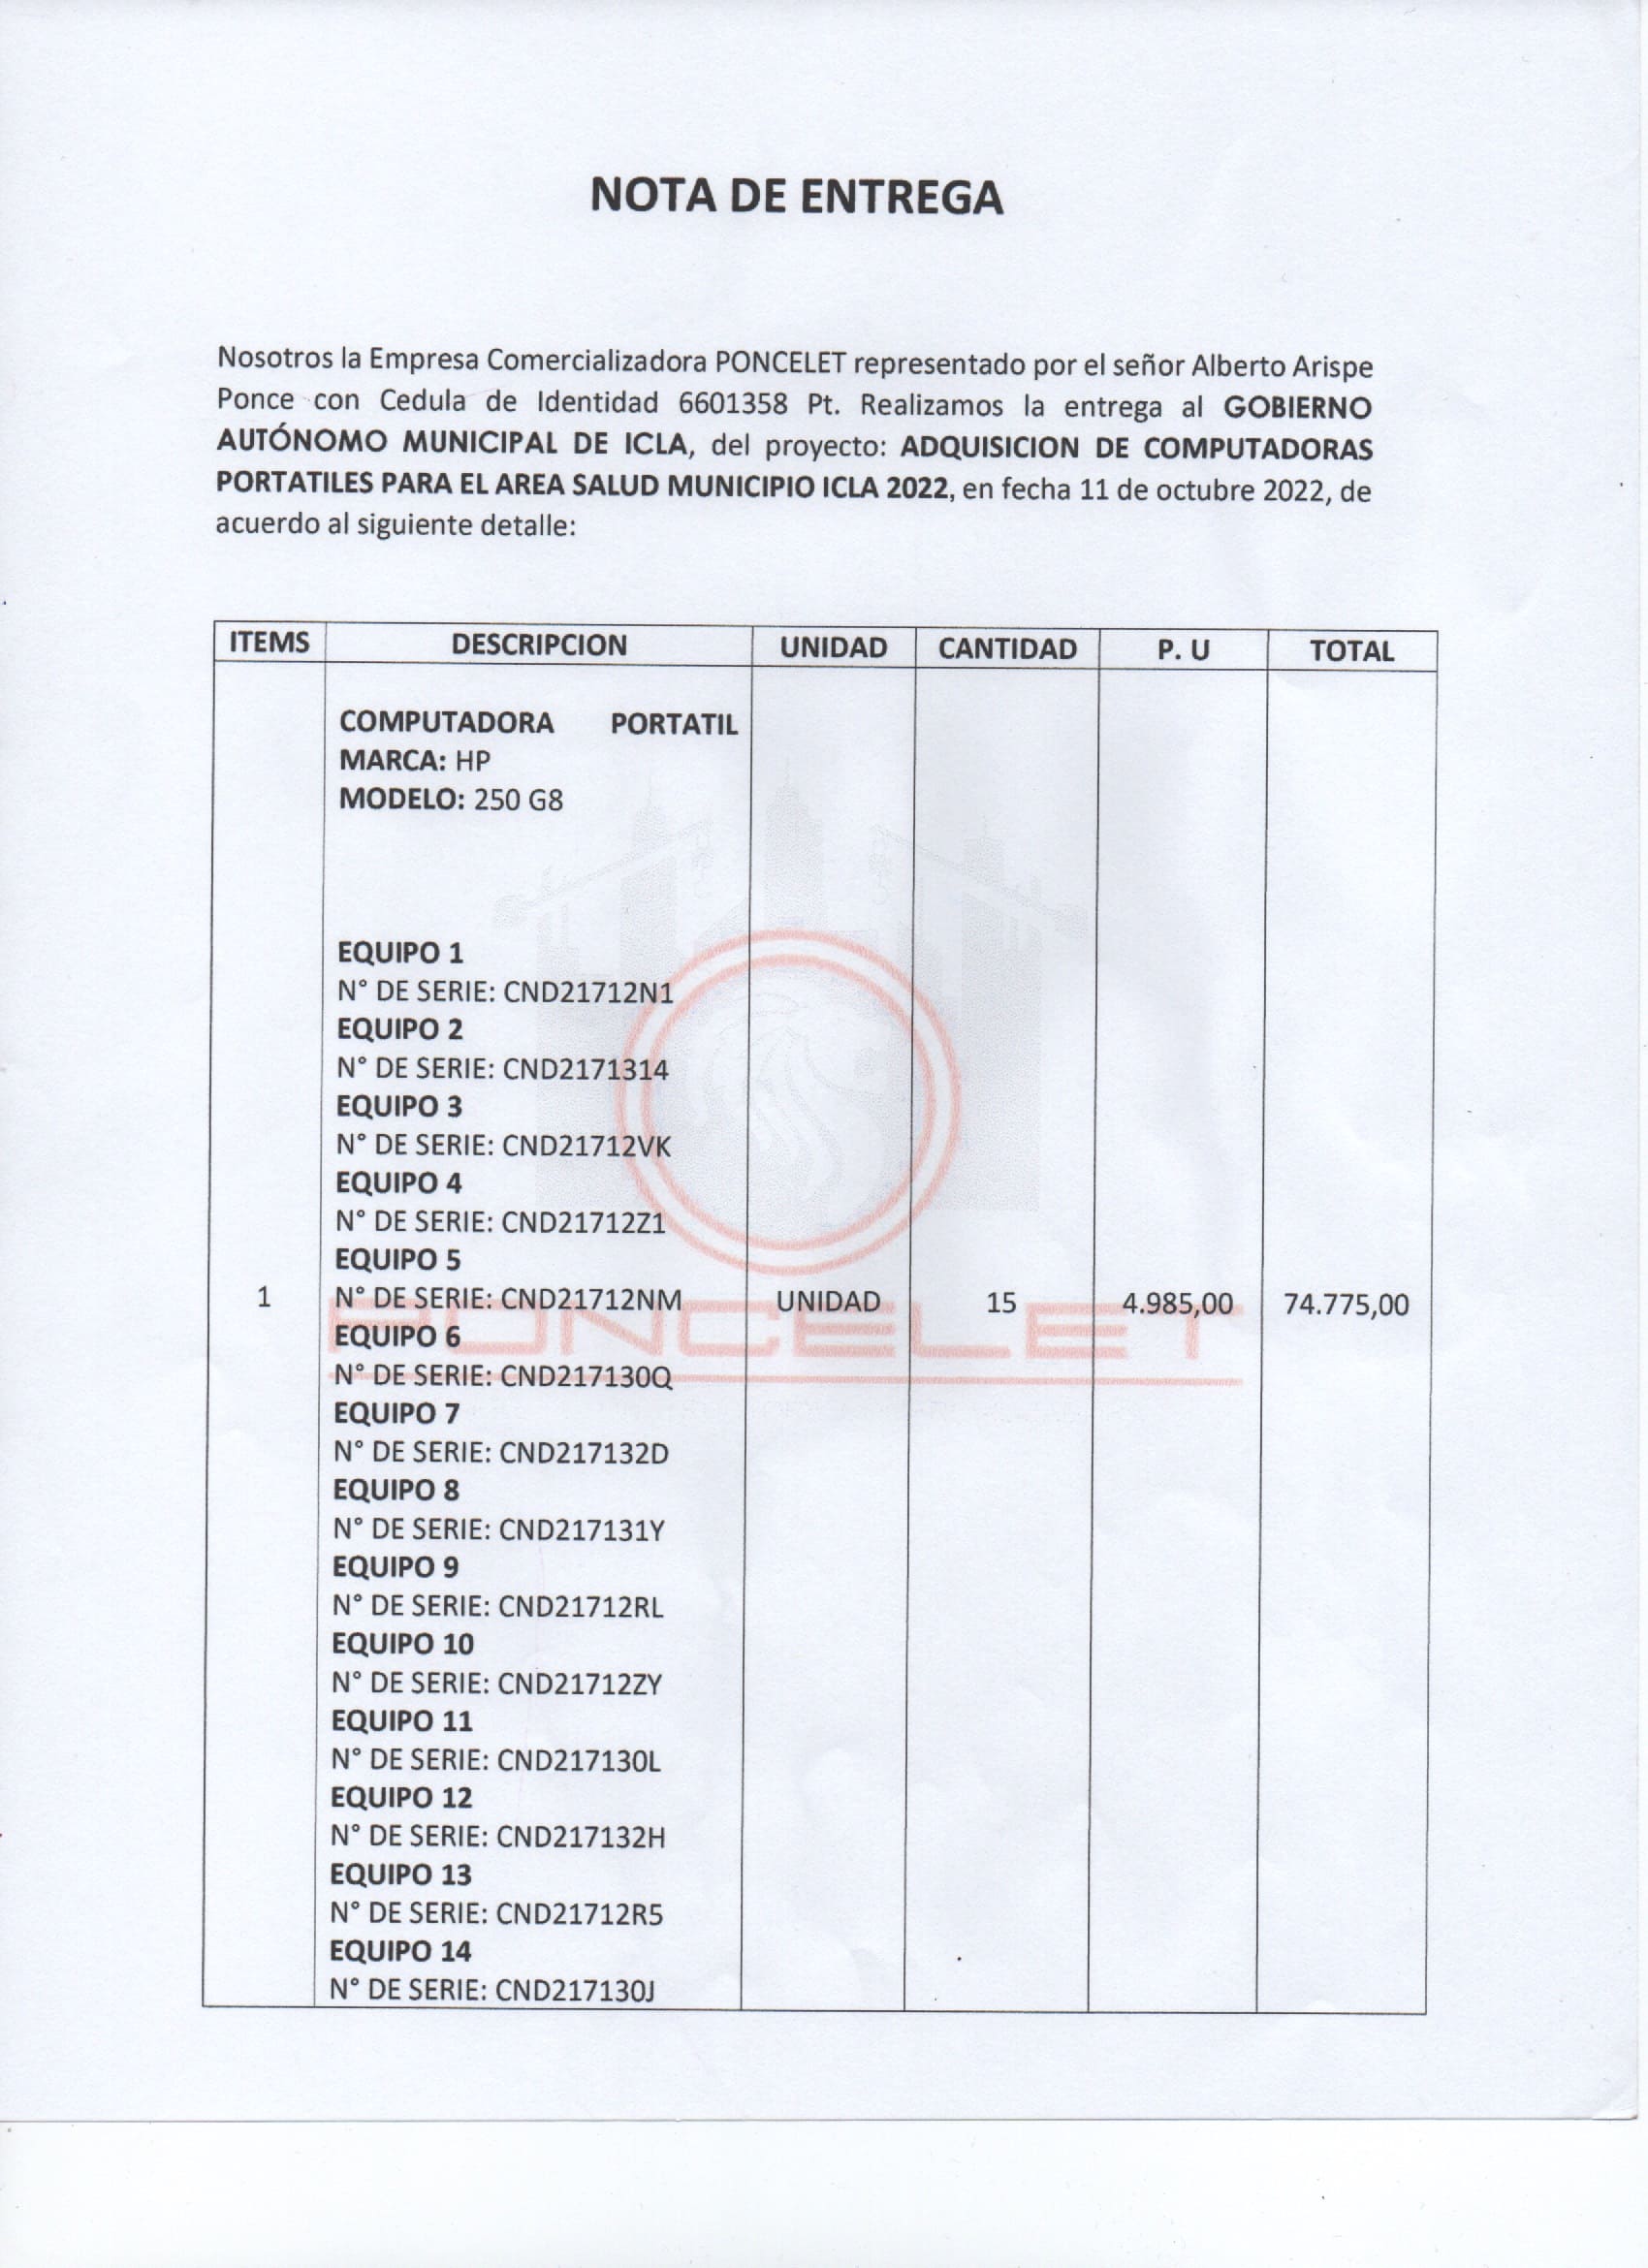 NOTA DE ENTREGA
Nosotros la Empresa Comercializadora PONCELET representado por el señor Alberto Arispe
Ponce con Cedula de Identidad 6601358 Pt. Realizamos la entrega al GOBIERNO
AUTÓNOMO MUNICIPAL DE ICLA, del proyecto: ADQUISICION DE COMPUTADORAS
PORTATILES PARA EL AREA SALUD MUNICIPIO ICLA 2022, en fecha 11 de octubre 2022, de
acuerdo al siguiente detalle:
ITEMS DESCRIPCION UNIDAD CANTIDAD P. U TOTAL
COMPUTADORA PORTATIL
MARCA: HP
MODELO: 250 G8
EQUIPO 1
N° DE SERIE: CND21712N1
EQUIPO 2
N° DE SERIE: CND2171314
EQUIPO 3
N° DE SERIE: CND21712VK
EQUIPO 4
N° DE SERIE: CND21712Z1
EQUIPO 5
1 N° DE SERIE: CND21712NM UNIDAD 15 4.985,00 74.775,00
PONCELET
EQUIPO 6
N° DE SERIE: CND217130Q
EQUIPO 7
N° DE SERIE: CND217132D
EQUIPO 8
N° DE SERIE: CND217131Y
EQUIPO 9
N° DE SERIE: CND21712RL
EQUIPO 10
N° DE SERIE: CND21712ZY
EQUIPO 11
N° DE SERIE: CND217130L
EQUIPO 12
N° DE SERIE: CND217132H
EQUIPO 13
N° DE SERIE: CND21712R5
EQUIPO 14
N° DE SERIE: CND217130J